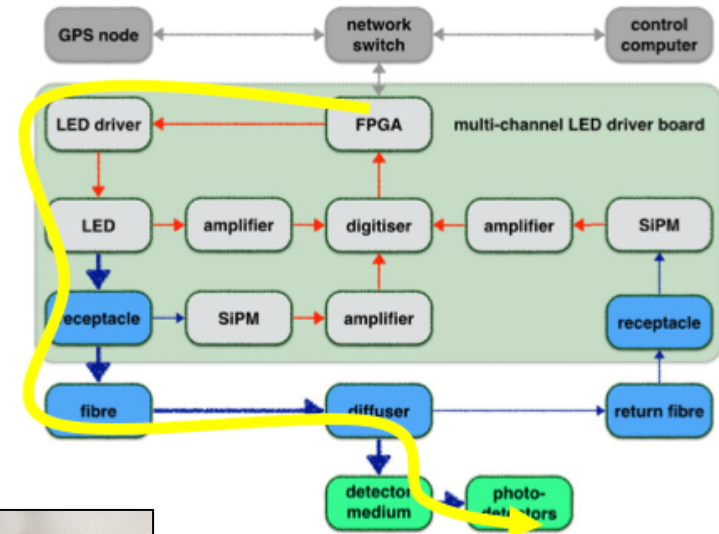 GPS node
network
switch
control
computer
LED driver
FPGA
multi-channel LED driver board
LED
amplifier
digitiser
amplifier
SiPM
receptacle
SiPM
amplifier
receptacle
fibre
diffuser
return fibre
detector
medium
photo-
detectors